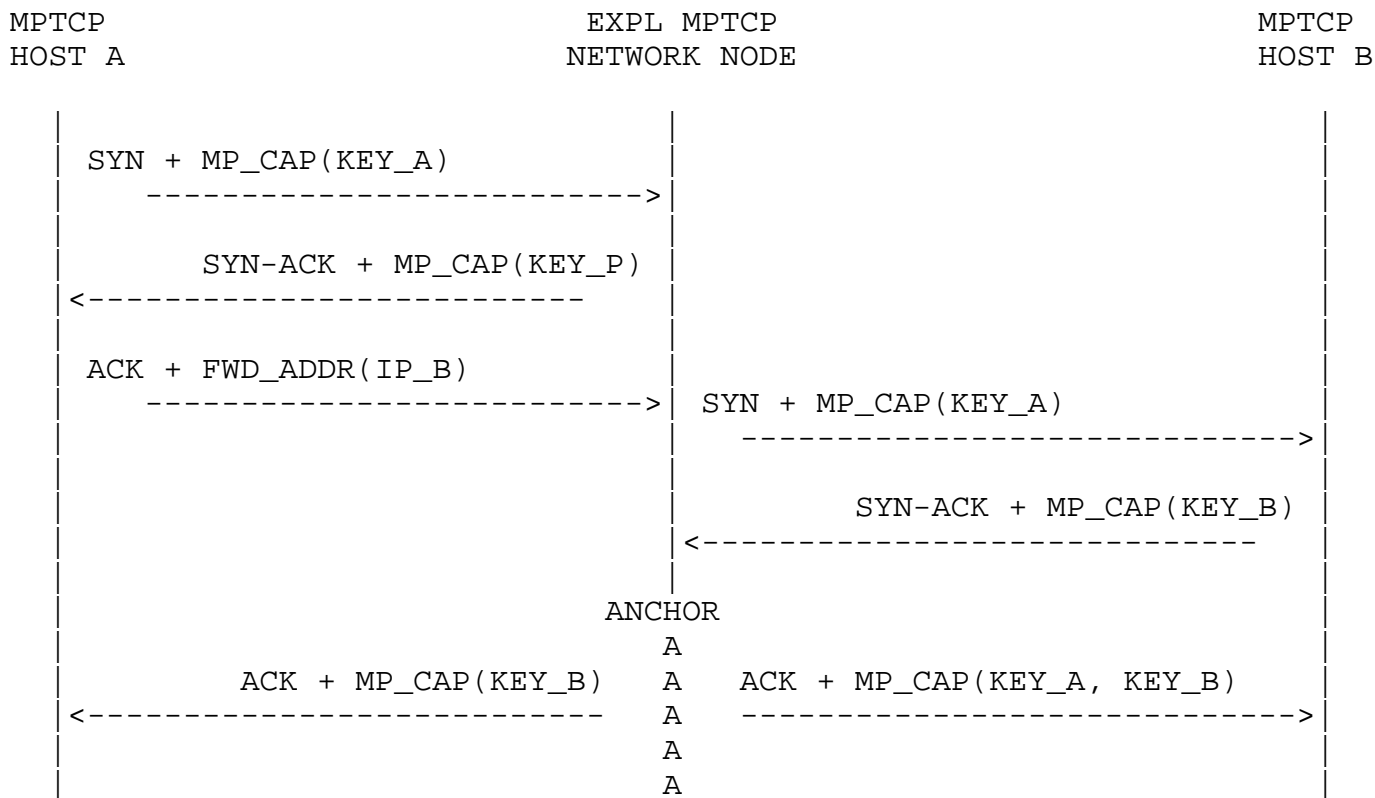 MPTCP EXPL MPTCP MPTCP
HOST A NETWORK NODE HOST B
SYN + MP_CAP(KEY_A)
SYN-ACK + MP_CAP(KEY_P)
ACK + FWD_ADDR(IP_B)
SYN + MP_CAP(KEY_A)
SYN-ACK + MP_CAP(KEY_B)
ANCHOR
A
ACK + MP_CAP(KEY_B) A ACK + MP_CAP(KEY_A, KEY_B)
A
A
A